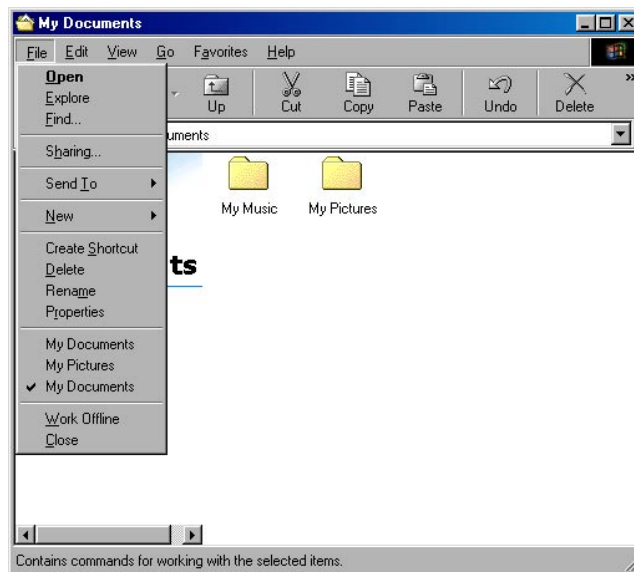 My Documents
File Edit View Go Favorites Help
Up Cut Copy Paste Undo Delete »
uments
Open
Explore
Find...
Sharing...
Send To
New
Create Shortcut
Delete
Rename
Properties
My Documents
My Pictures
My Documents
Work Offline
Close
My Music My Pictures
ts
Contains commands for working with the selected items.